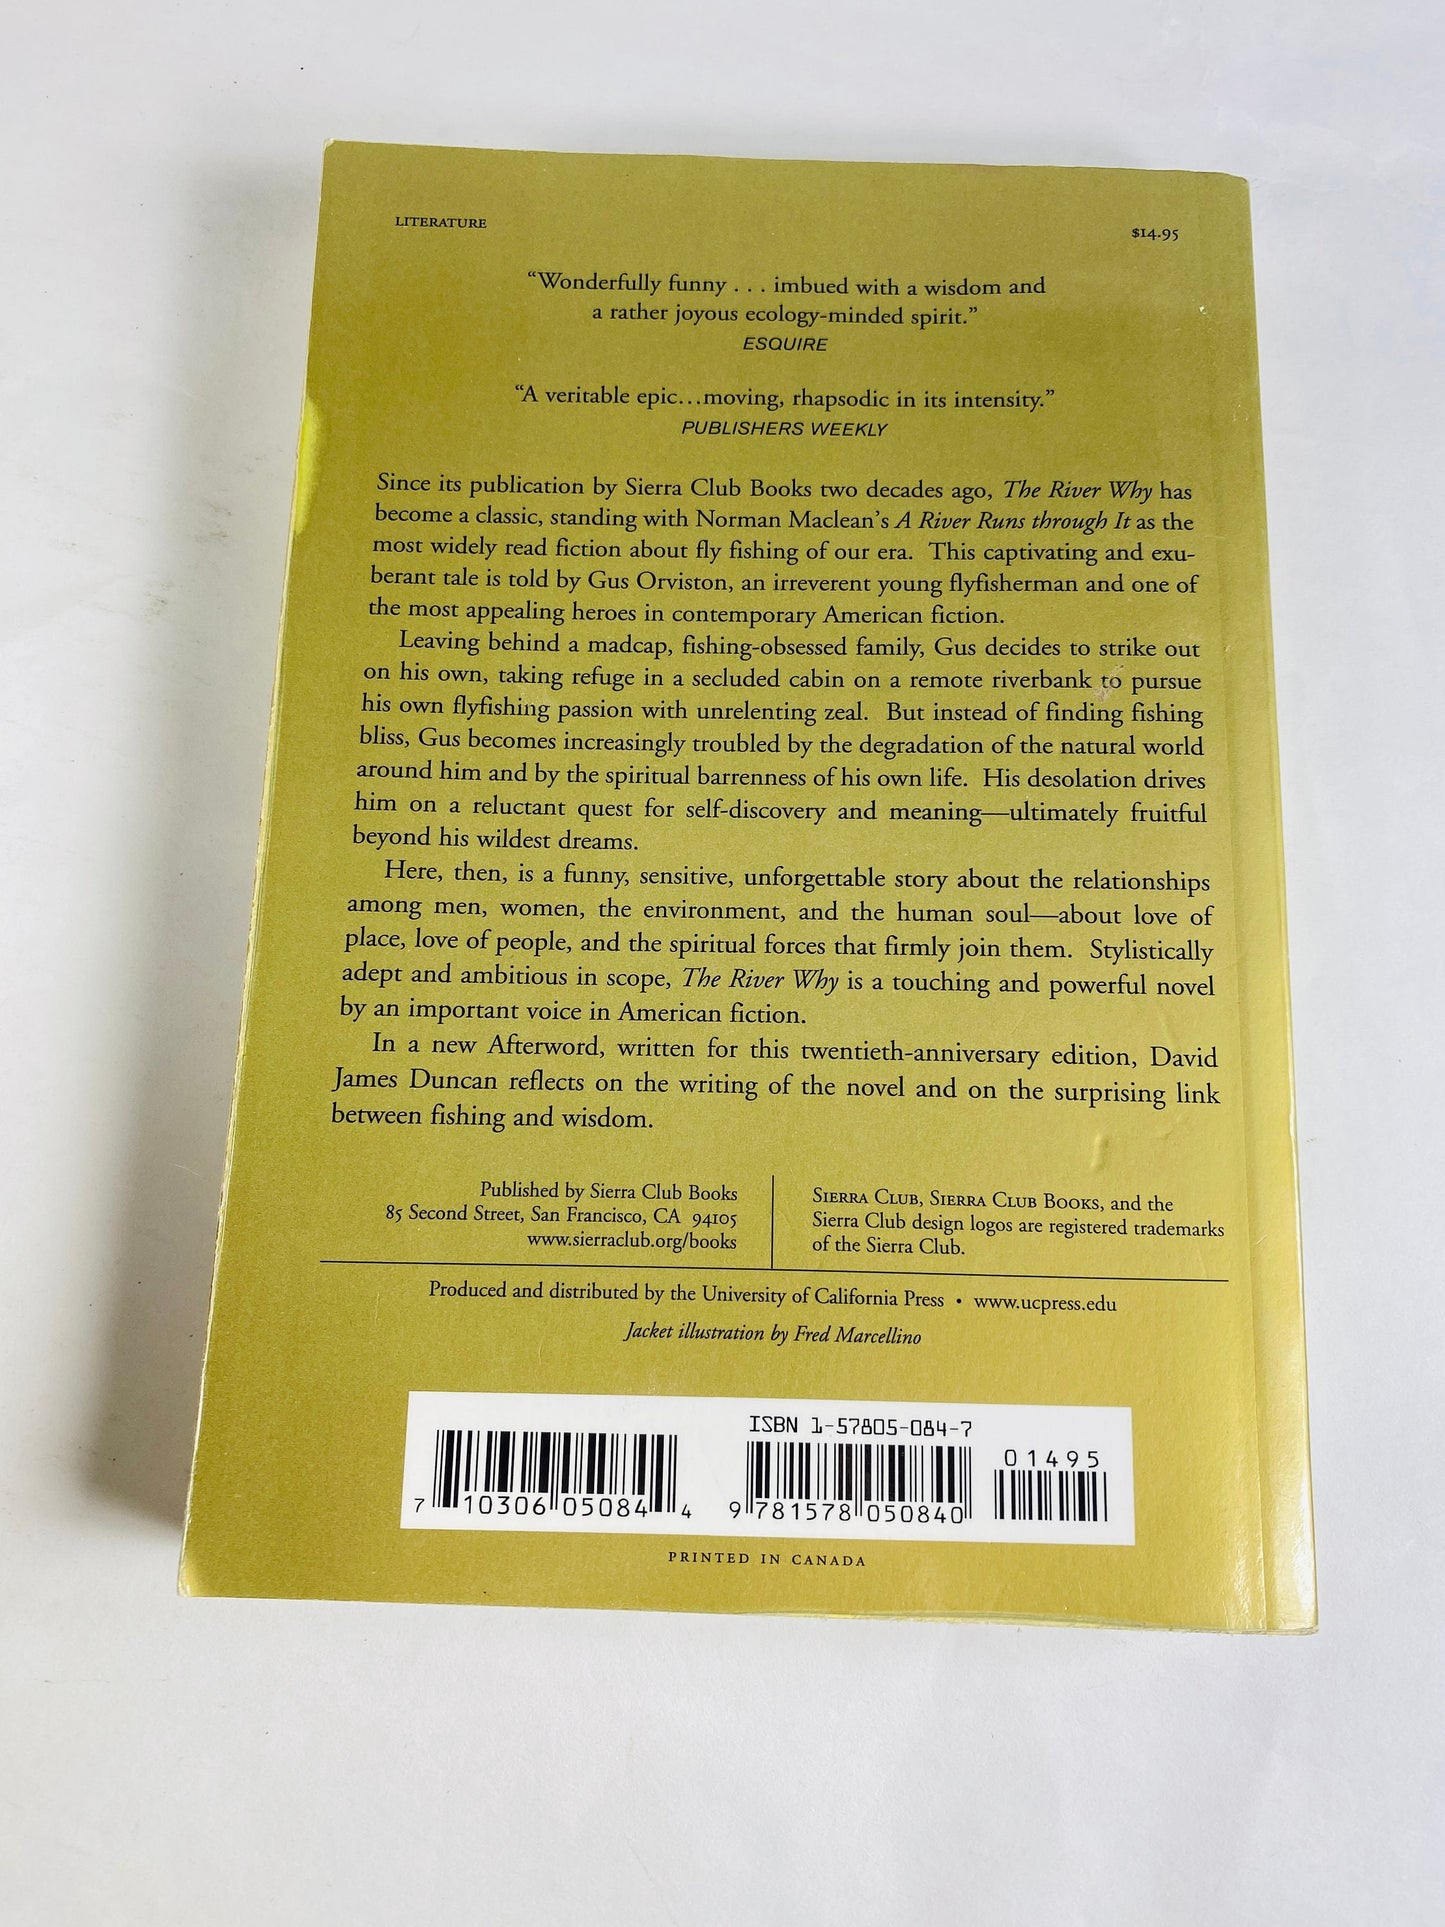 LITERATURE
$14.95
“Wonderfully funny . . . imbued with a wisdom and
a rather joyous ecology-minded spirit.”
ESQUIRE
“A veritable epic...moving, rhapsodic in its intensity.”
PUBLISHERS WEEKLY
Since its publication by Sierra Club Books two decades ago, The River Why has
become a classic, standing with Norman Maclean’s A River Runs through It as the
most widely read fiction about fly fishing of our era. This captivating and exu-
berant tale is told by Gus Orviston, an irreverent young flyfisherman and one of
the most appealing heroes in contemporary American fiction.
Leaving behind a madcap, fishing-obsessed family, Gus decides to strike out
on his own, taking refuge in a secluded cabin on a remote riverbank to pursue
his own flyfishing passion with unrelenting zeal. But instead of finding fishing
bliss, Gus becomes increasingly troubled by the degradation of the natural world
around him and by the spiritual barrenness of his own life. His desolation drives
him on a reluctant quest for self-discovery and meaning—ultimately fruitful
beyond his wildest dreams.
Here, then, is a funny, sensitive, unforgettable story about the relationships
among men, women, the environment, and the human soul—about love of
place, love of people, and the spiritual forces that firmly join them. Stylistically
adept and ambitious in scope, The River Why is a touching and powerful novel
by an important voice in American fiction.
In a new Afterword, written for this twentieth-anniversary edition, David
James Duncan reflects on the writing of the novel and on the surprising link
between fishing and wisdom.
Published by Sierra Club Books
85 Second Street, San Francisco, CA 94105
www.sierraclub.org/books
SIERRA CLUB, SIERRA CLUB BOOKS, and the
Sierra Club design logos are registered trademarks
of the Sierra Club.
Produced and distributed by the University of California Press • www.ucpress.edu
Jacket illustration by Fred Marcellino
7 10306 05084 4
ISBN 1-57805-084-7
9 781578 050840
01495
PRINTED IN CANADA